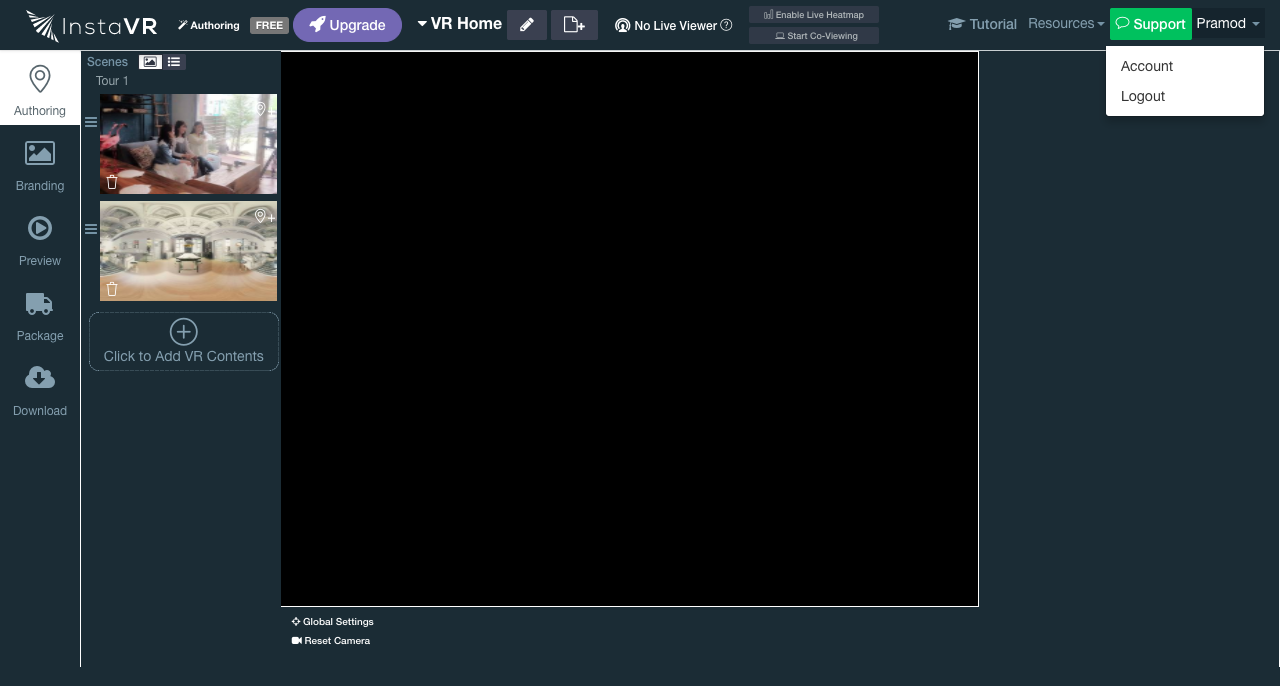 InstaVR
Authoring
FREE
Upgrade
VR Home
No Live Viewer
Enable Live Heatmap
Start Co-Viewing
Tutorial
Resources
Support
Pramod
Account
Logout
Authoring
Branding
Preview
Package
Download
Scenes
Tour 1
Click to Add VR Contents
Global Settings
Reset Camera